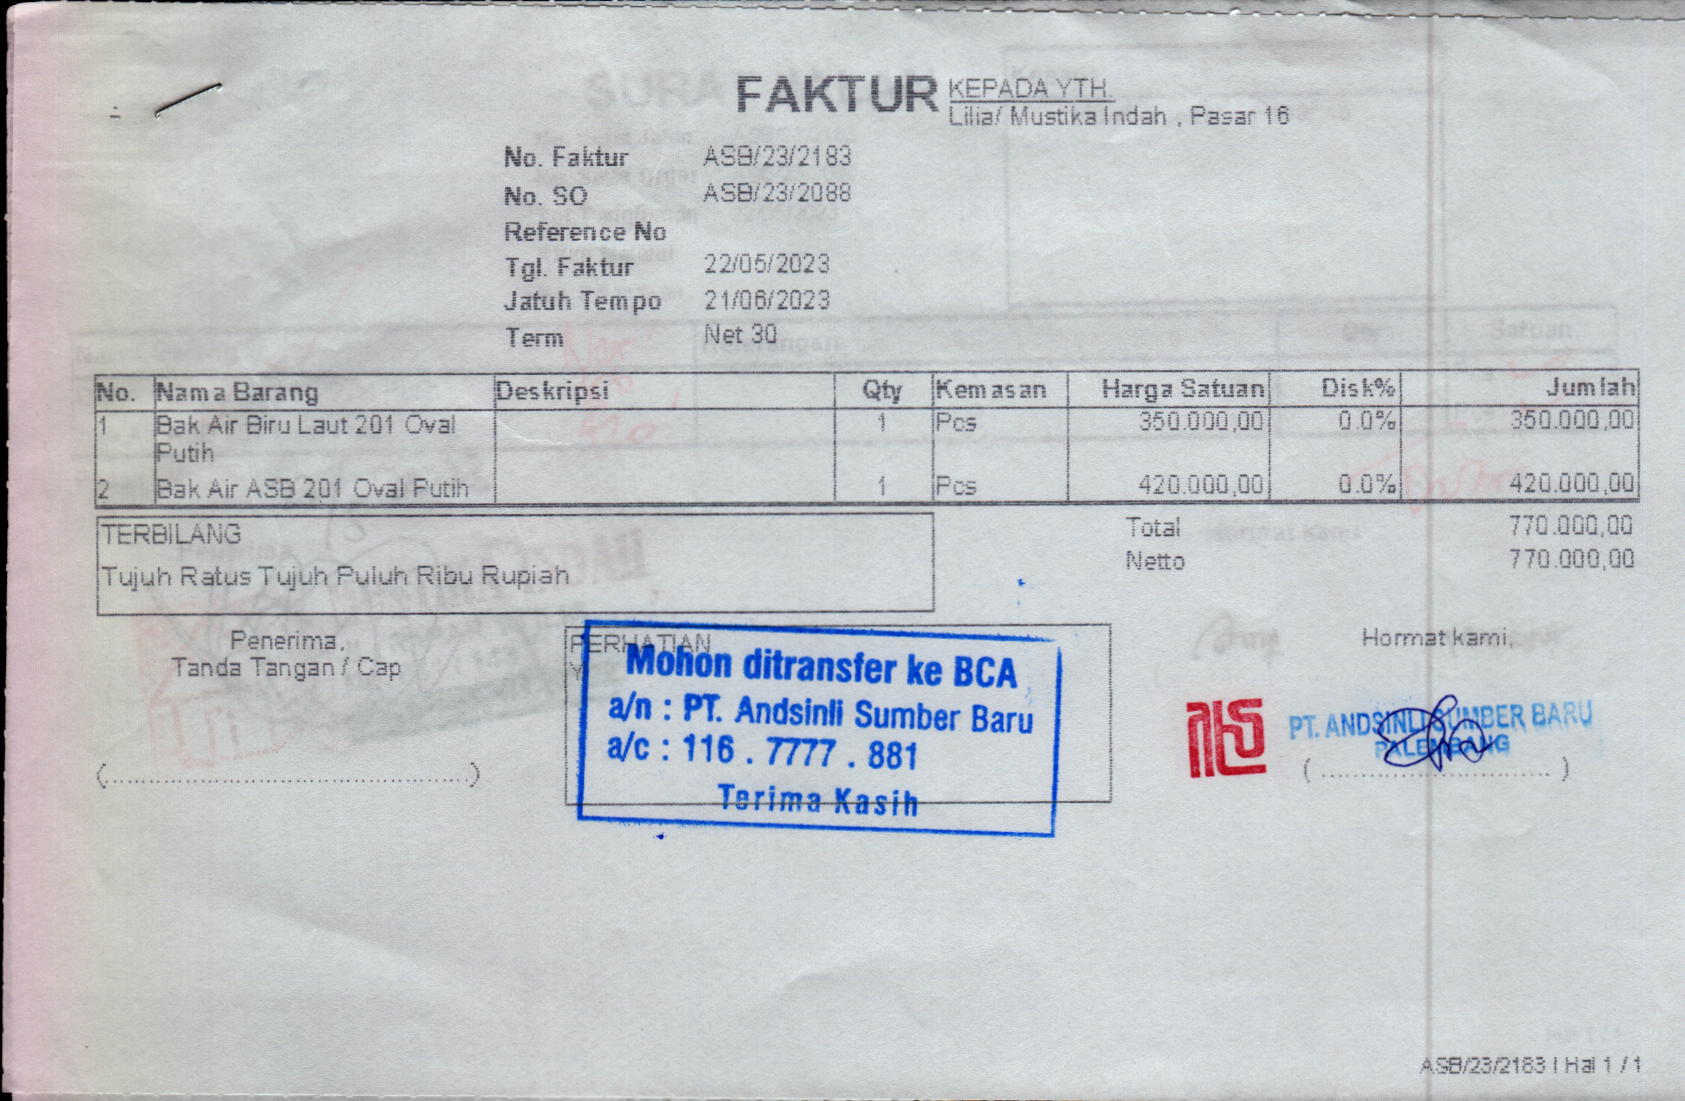 FAKTUR
KEPADA YTH.
Lilia/ Mustika Indah , Pasar 16
No. Faktur ASB/23/2183
No. SO ASB/23/2088
Reference No
Tgl. Faktur 22/05/2023
Jatuh Tempo 21/06/2023
Term Net 30
No. Nama Barang Deskripsi Qty Kemasan Harga Satuan Disk% Jumlah
1 Bak Air Biru Laut 201 Oval 1 Pcs 350.000,00 0.0% 350.000,00
Putih
2 Bak Air ASB 201 Oval Putih 1 Pcs 420.000,00 0.0% 420.000,00
TERBILANG
Tujuh Ratus Tujuh Puluh Ribu Rupiah
Total 770.000,00
Netto 770.000,00
Penerima,
Tanda Tangan / Cap
(...............................................)
PERHATIAN
Mohon ditransfer ke BCA
a/n : PT. Andsinli Sumber Baru
a/c : 116 . 7777 . 881
Terima Kasih
Hormat kami,
PT. ANDSINLI SUMBER BARU
PALEMBANG
( .............................. )
ASB/23/2183 | Hal 1 / 1